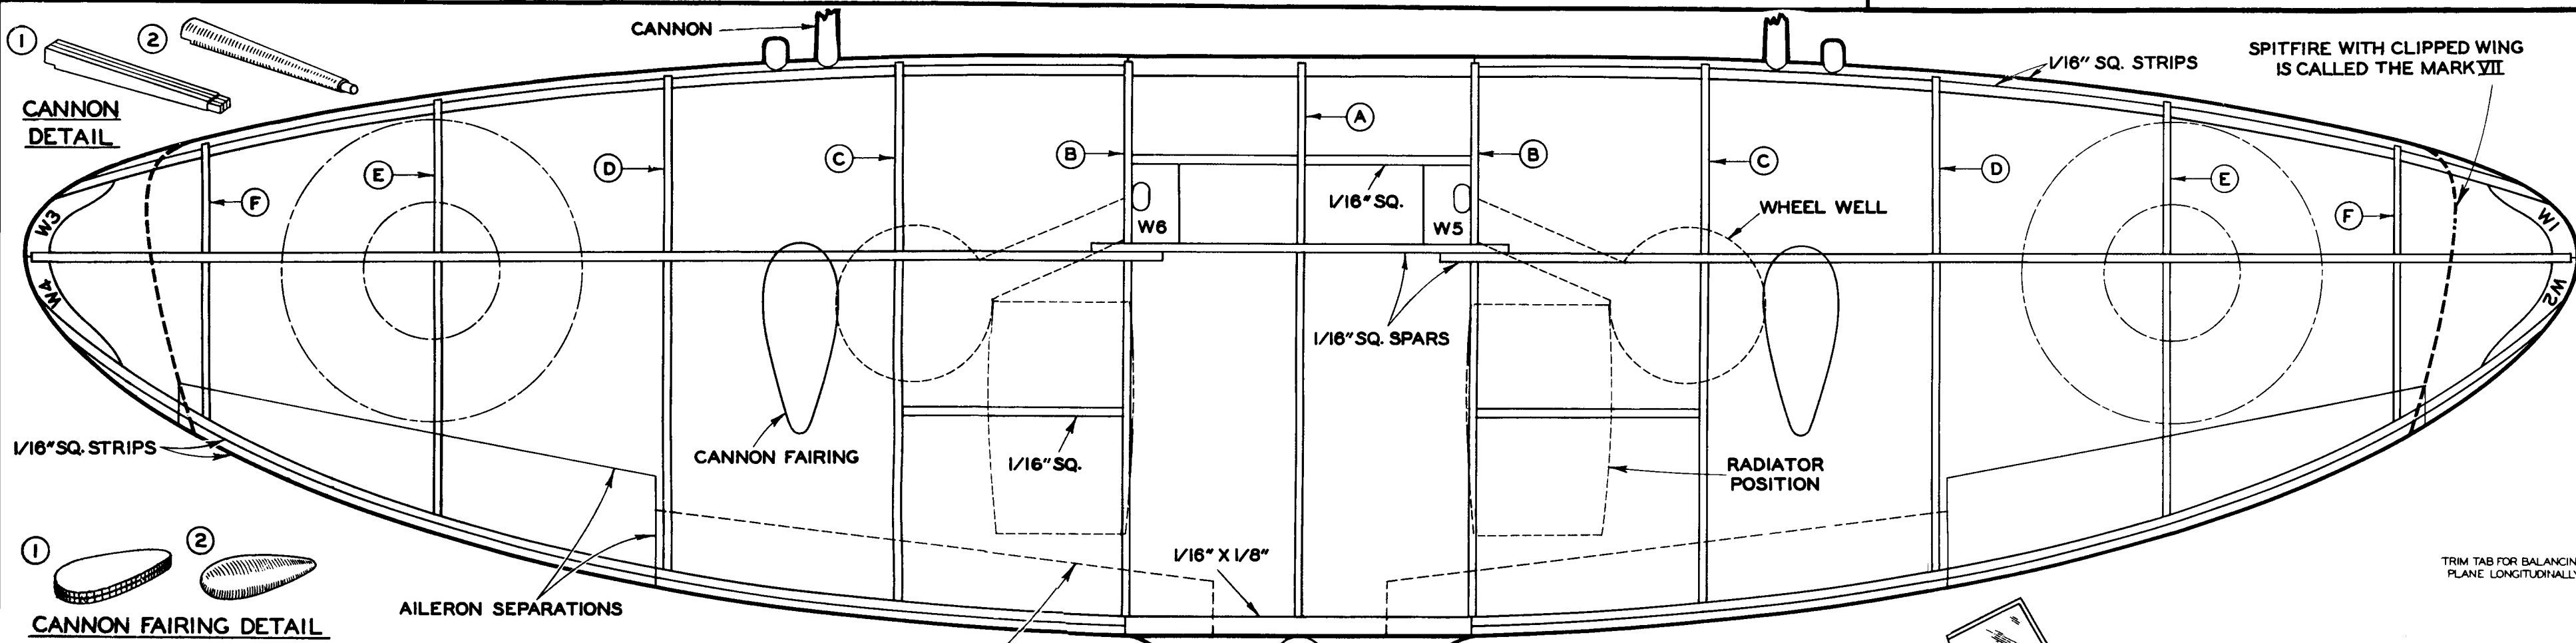 1
2
CANNON
DETAIL
CANNON
1/16" SQ. STRIPS
SPITFIRE WITH CLIPPED WING
IS CALLED THE MARK VII
A
B
B
C
C
D
D
E
E
F
F
W3
W4
W6
W5
W1
W2
1/16" SQ.
WHEEL WELL
1/16" SQ. SPARS
1/16" SQ. STRIPS
CANNON FAIRING
1/16" SQ.
RADIATOR
POSITION
1
2
CANNON FAIRING DETAIL
AILERON SEPARATIONS
1/16" X 1/8"
TRIM TAB FOR BALANCIN
PLANE LONGITUDINALLY